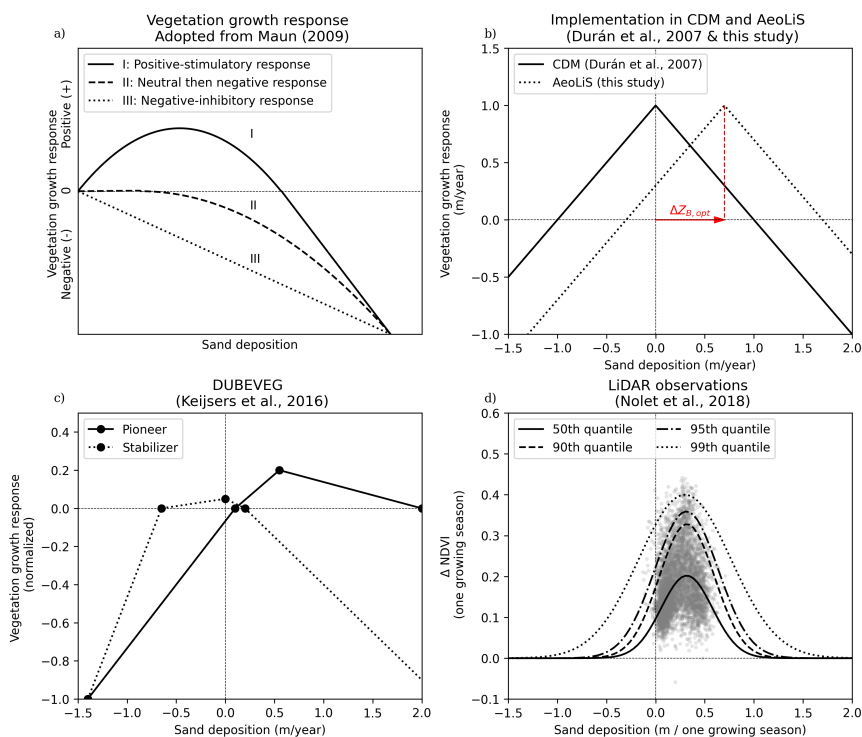 a)
Vegetation growth response
Adopted from Maun (2009)
I: Positive-stimulatory response
II: Neutral then negative response
III: Negative-inhibitory response
Vegetation growth response
Negative (-) 0 Positive (+)
I
II
III
Sand deposition
b)
Implementation in CDM and AeoLiS
(Durán et al., 2007 & this study)
CDM (Durán et al., 2007)
AeoLiS (this study)
Vegetation growth response
(m/year)
1.5
1.0
0.5
0.0
−0.5
−1.0
ΔZ_B,opt
−1.5 −1.0 −0.5 0.0 0.5 1.0 1.5 2.0
Sand deposition (m/year)
c)
DUBEVEG
(Keijsers et al., 2016)
Pioneer
Stabilizer
Vegetation growth response
(normalized)
0.4
0.2
0.0
−0.2
−0.4
−0.6
−0.8
−1.0
−1.5 −1.0 −0.5 0.0 0.5 1.0 1.5 2.0
Sand deposition (m/year)
d)
LiDAR observations
(Nolet et al., 2018)
50th quantile
90th quantile
95th quantile
99th quantile
Δ NDVI
(one growing season)
0.6
0.5
0.4
0.3
0.2
0.1
0.0
−0.1
−1.5 −1.0 −0.5 0.0 0.5 1.0 1.5 2.0
Sand deposition (m / one growing season)